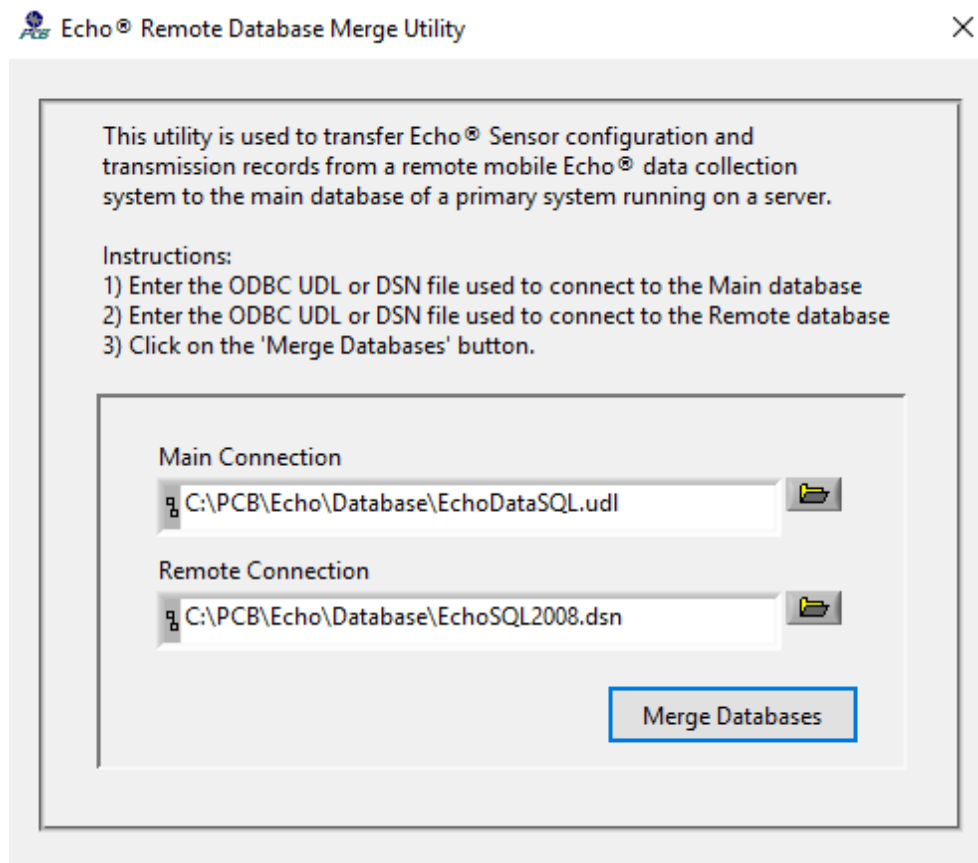 Echo® Remote Database Merge Utility
This utility is used to transfer Echo® Sensor configuration and
transmission records from a remote mobile Echo® data collection
system to the main database of a primary system running on a server.
Instructions:
1) Enter the ODBC UDL or DSN file used to connect to the Main database
2) Enter the ODBC UDL or DSN file used to connect to the Remote database
3) Click on the 'Merge Databases' button.
Main Connection
C:\PCB\Echo\Database\EchoDataSQL.udl
Remote Connection
C:\PCB\Echo\Database\EchoSQL2008.dsn
Merge Databases